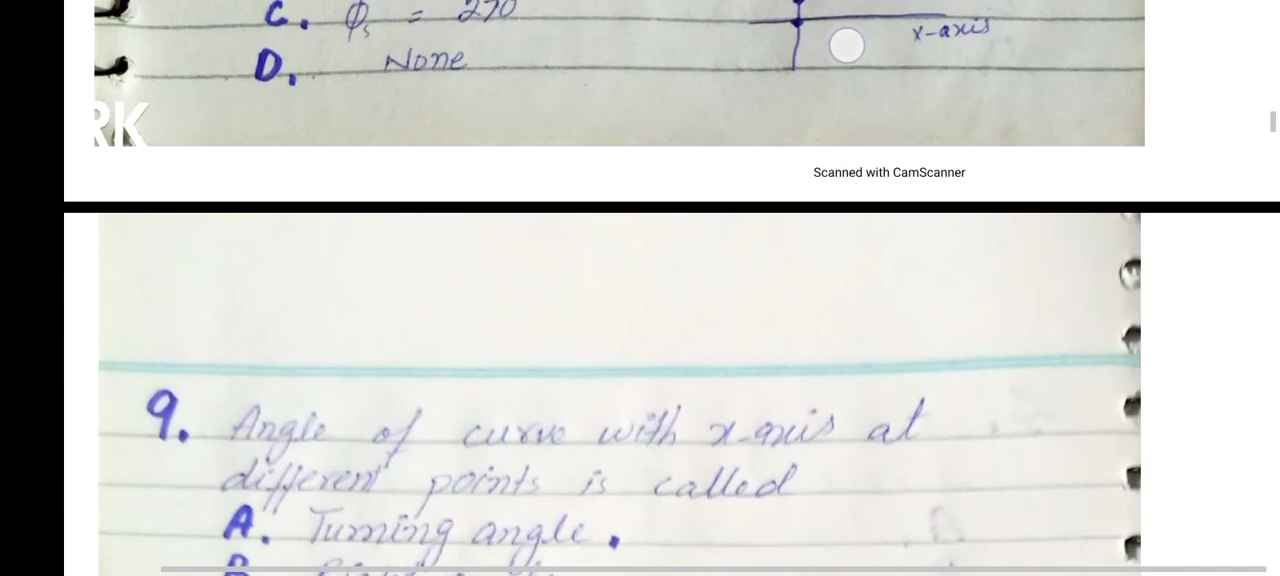 C. φs = 270
x-axis
D. None
RK
Scanned with CamScanner
9. Angle of curve with x-axis at
different points is called
A. Turning angle.
B.